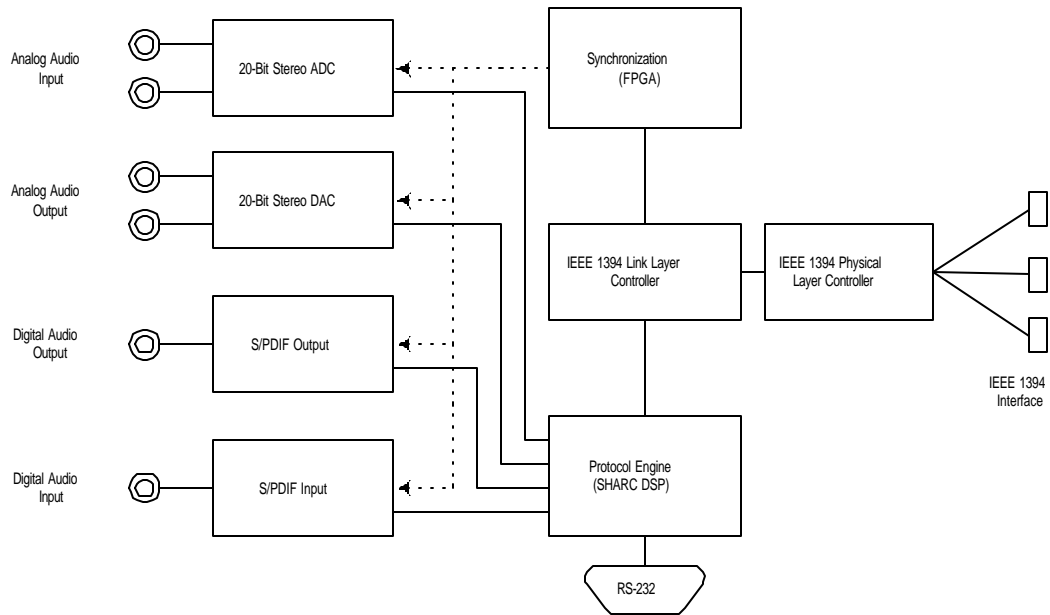 Analog Audio
Input
20-Bit Stereo ADC
Synchronization
(FPGA)
Analog Audio
Output
20-Bit Stereo DAC
IEEE 1394 Link Layer
Controller
IEEE 1394 Physical
Layer Controller
Digital Audio
Output
S/PDIF Output
IEEE 1394
Interface
Digital Audio
Input
S/PDIF Input
Protocol Engine
(SHARC DSP)
RS-232